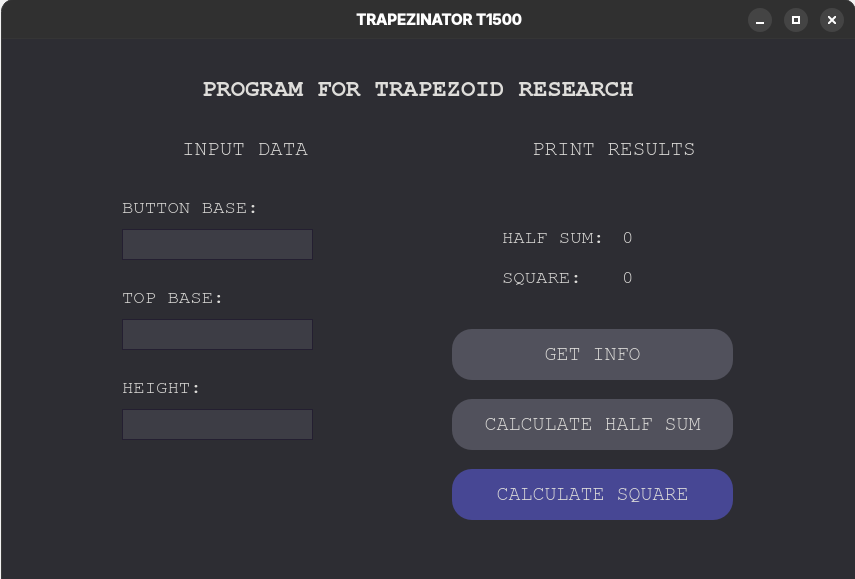 TRAPEZINATOR T1500
PROGRAM FOR TRAPEZOID RESEARCH
INPUT DATA
BUTTON BASE:
TOP BASE:
HEIGHT:
PRINT RESULTS
HALF SUM: 0
SQUARE: 0
GET INFO
CALCULATE HALF SUM
CALCULATE SQUARE